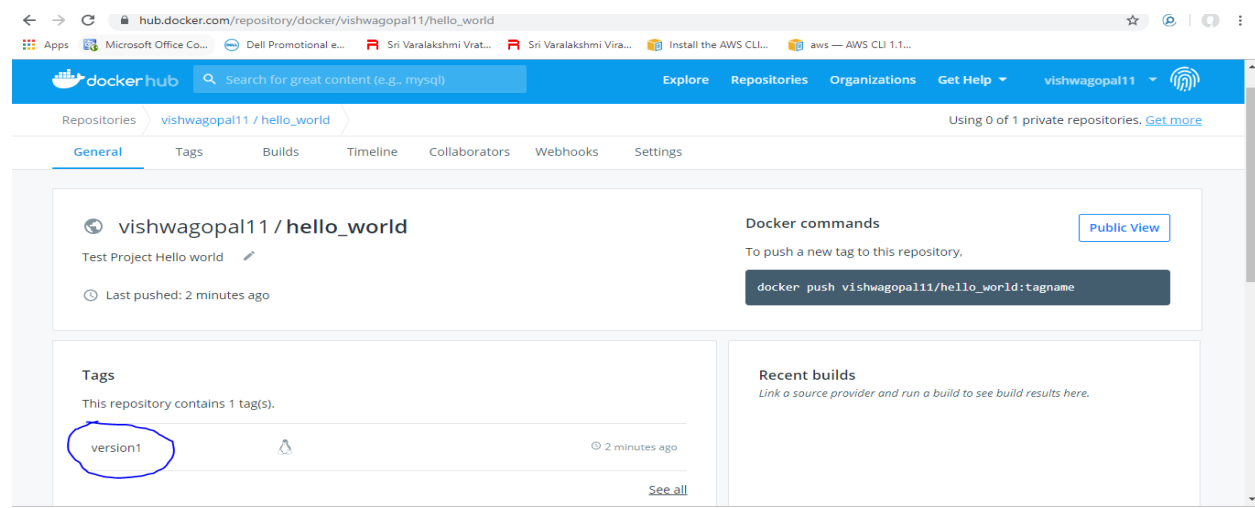 hub.docker.com/repository/docker/vishwagopal11/hello_world
Apps Microsoft Office Co... Dell Promotional e... Sri Varalakshmi Vrat... Sri Varalakshmi Vira... Install the AWS CLI... aws — AWS CLI 1.1...
docker hub Search for great content (e.g., mysql) Explore Repositories Organizations Get Help vishwagopal11
Repositories vishwagopal11 / hello_world Using 0 of 1 private repositories. Get more
General Tags Builds Timeline Collaborators Webhooks Settings
vishwagopal11 / hello_world
Test Project Hello world
Last pushed: 2 minutes ago
Docker commands
Public View
To push a new tag to this repository,
docker push vishwagopal11/hello_world:tagname
Tags
This repository contains 1 tag(s).
version1 2 minutes ago
See all
Recent builds
Link a source provider and run a build to see build results here.